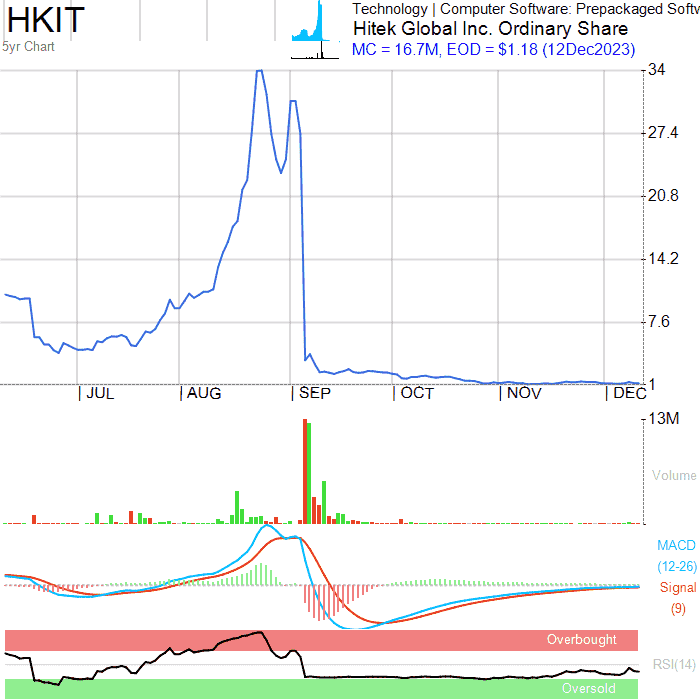 HKIT
5yr Chart
Technology | Computer Software: Prepackaged Softw
Hitek Global Inc. Ordinary Share
MC = 16.7M, EOD = $1.18 (12Dec2023)
34
27.4
20.8
14.2
7.6
1
JUL AUG SEP OCT NOV DEC
13M
Volume
MACD
(12-26)
Signal
(9)
Overbought
RSI(14)
Oversold